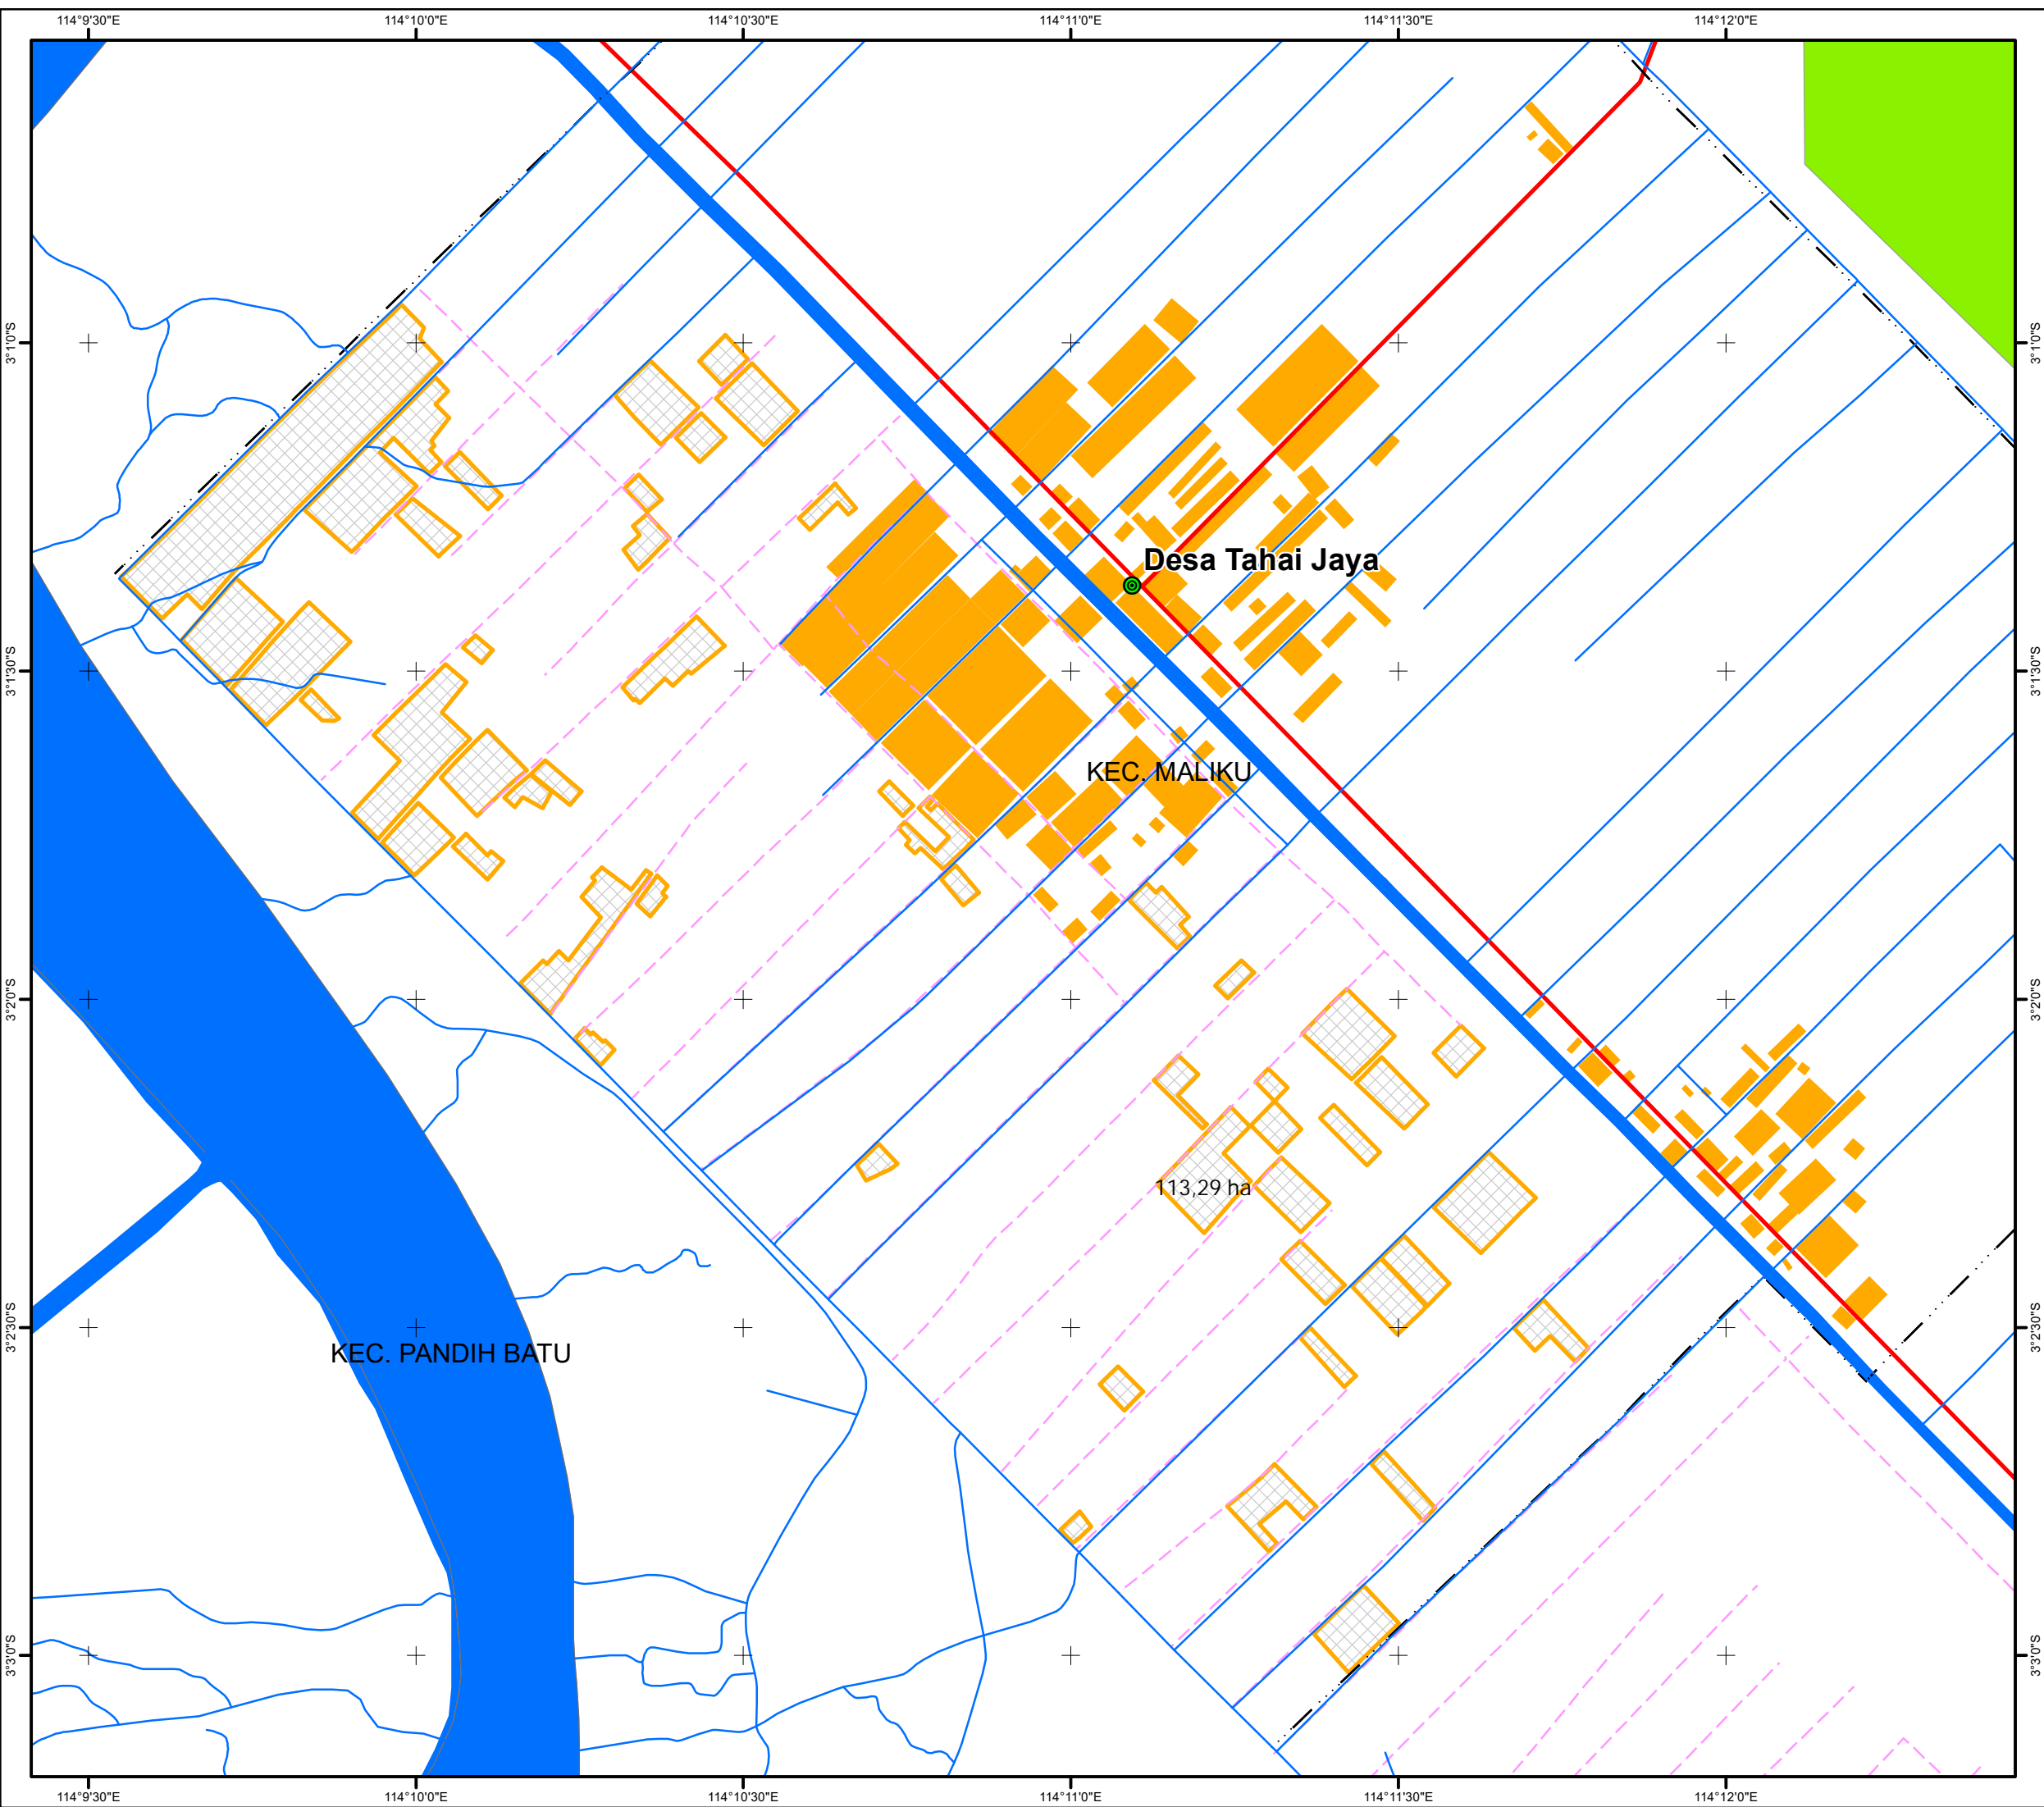 114°9'30"E 114°10'0"E 114°10'30"E 114°11'0"E 114°11'30"E 114°12'0"E
3°1'0"S 3°1'0"S
Desa Tahai Jaya
3°1'30"S 3°1'30"S
KEC. MALIKU
3°2'0"S 3°2'0"S
113,29 ha
3°2'30"S 3°2'30"S
KEC. PANDIH BATU
3°3'0"S 3°3'0"S
114°9'30"E 114°10'0"E 114°10'30"E 114°11'0"E 114°11'30"E 114°12'0"E